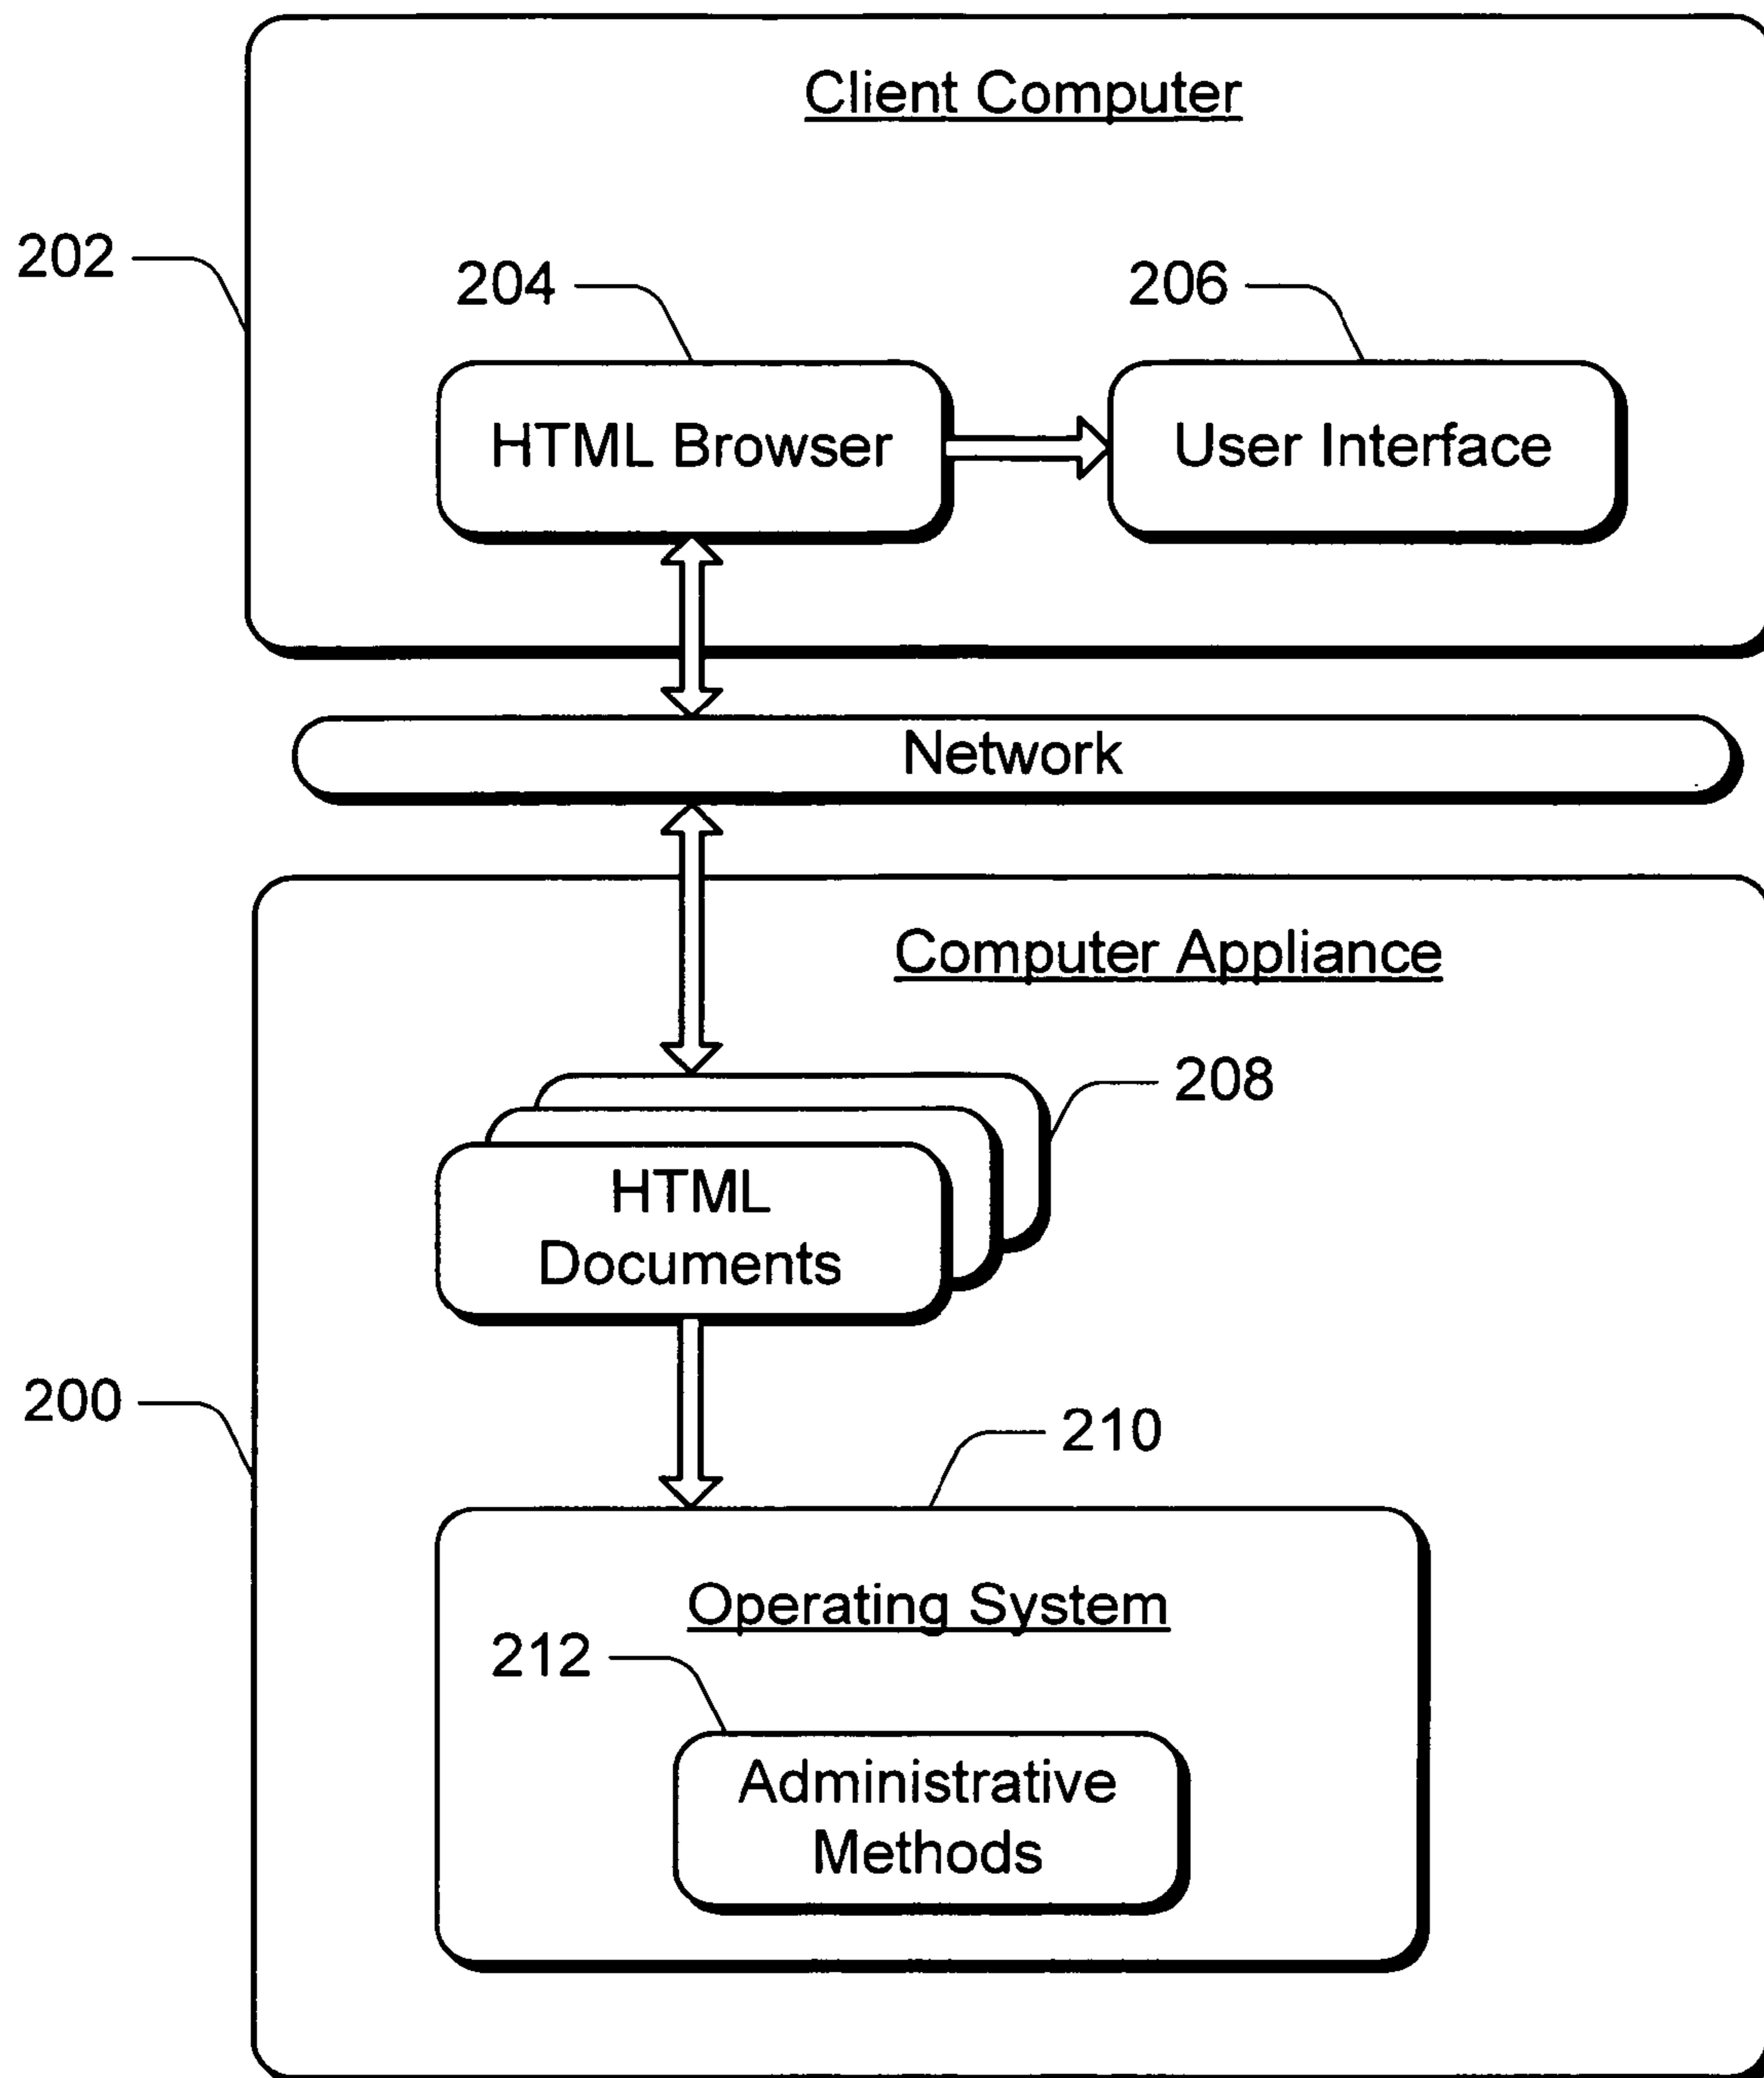 Client Computer
202
204
206
HTML Browser
User Interface
Network
Computer Appliance
208
HTML
Documents
200
210
Operating System
212
Administrative
Methods